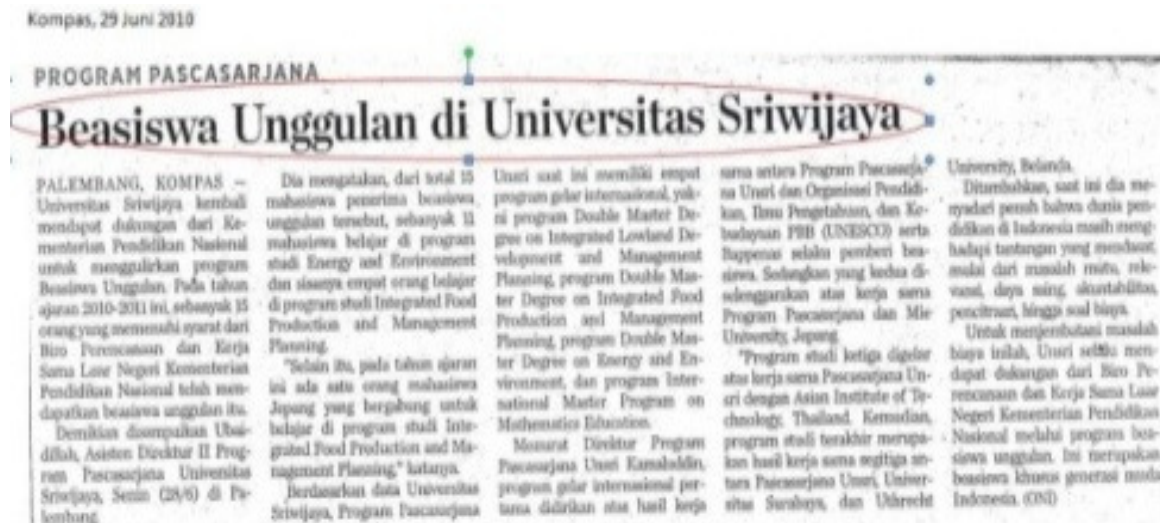 Kompas, 29 Juni 2010
PROGRAM PASCASARJANA
Beasiswa Unggulan di Universitas Sriwijaya
PALEMBANG, KOMPAS –
Universitas Sriwijaya kembali
mendapat dukungan dari Ke-
menterian Pendidikan Nasional
untuk menggulirkan program
Beasiswa Unggulan. Pada tahun
ajaran 2010-2011 ini, sebanyak 15
orang yang memenuhi syarat dari
Biro Perencanaan dan Kerja
Sama Luar Negeri Kementerian
Pendidikan Nasional telah men-
dapatkan beasiswa unggulan itu.
Demikian disampaikan Ubai-
dillah, Asisten Direktur II Prog-
ram Pascasarjana Universitas
Sriwijaya, Senin (28/6) di Pa-
lembang.
Dia mengatakan, dari total 15
mahasiswa penerima beasiswa
unggulan tersebut, sebanyak 11
mahasiswa belajar di program
studi Energy and Environment
dan sisanya empat orang belajar
di program studi Integrated Food
Production and Management
Planning.
"Selain itu, pada tahun ajaran
ini ada satu orang mahasiswa
Jepang yang bergabung untuk
belajar di program studi Inte-
grated Food Production and Ma-
nagement Planning," katanya.
Berdasarkan data Universitas
Sriwijaya, Program Pascasarjana
Unsri saat ini memiliki empat
program gelar internasional, yak-
ni program Double Master De-
gree on Integrated Lowland De-
velopment and Management
Planning, program Double Mas-
ter Degree on Integrated Food
Production and Management
Planning, program Double Mas-
ter Degree on Energy and En-
vironment, dan program Inter-
national Master Program on
Mathematics Education.
Menurut Direktur Program
Pascasarjana Unsri Kamaluddin,
program gelar internasional per-
tama didirikan atas hasil kerja
sama antara Program Pascasarja-
na Unsri dan Organisasi Pendidi-
kan, Ilmu Pengetahuan, dan Ke-
budayaan PBB (UNESCO) serta
Bappenas selaku pemberi bea-
siswa. Sedangkan yang kedua di-
selenggarakan atas kerja sama
Program Pascasarjana dan Mie
University, Jepang.
"Program studi ketiga digelar
atas kerja sama Pascasarjana Un-
sri dengan Asian Institute of Te-
chnology, Thailand. Kemudian,
program studi terakhir merupa-
kan hasil kerja sama segitiga an-
tara Pascasarjana Unsri, Univer-
sitas Surabaya, dan Uthrecht
University, Belanda.
Ditambahkan, saat ini dia me-
nyadari penuh bahwa dunia pen-
didikan di Indonesia masih meng-
hadapi tantangan yang mendasar,
mulai dari masalah mutu, rele-
vansi, daya saing, akuntabilitas,
pencitraan, hingga soal biaya.
Untuk menjembatani masalah
biaya inilah, Unsri selalu men-
dapat dukungan dari Biro Pe-
rencanaan dan Kerja Sama Luar
Negeri Kementerian Pendidikan
Nasional melalui program bea-
siswa unggulan. Ini merupakan
beasiswa khusus generasi muda
Indonesia. (ONI)